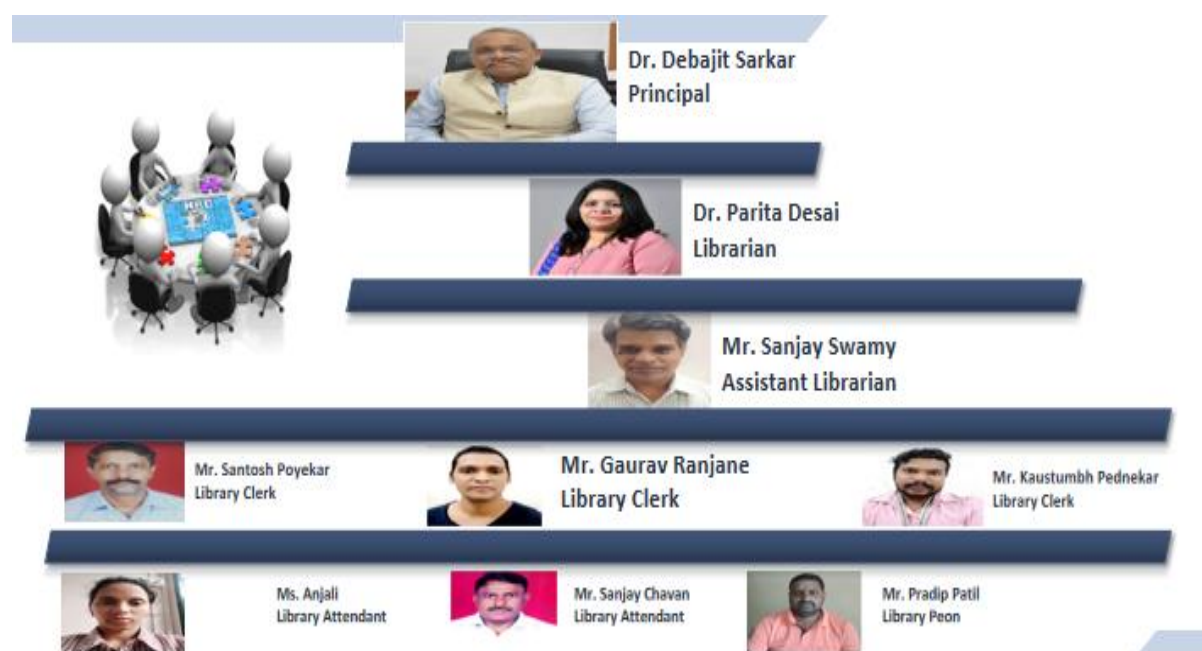 Dr. Debajit Sarkar
Principal
Dr. Parita Desai
Librarian
Mr. Sanjay Swamy
Assistant Librarian
Mr. Santosh Poyekar
Library Clerk
Mr. Gaurav Ranjane
Library Clerk
Mr. Kaustumbh Pednekar
Library Clerk
Ms. Anjali
Library Attendant
Mr. Sanjay Chavan
Library Attendant
Mr. Pradip Patil
Library Peon